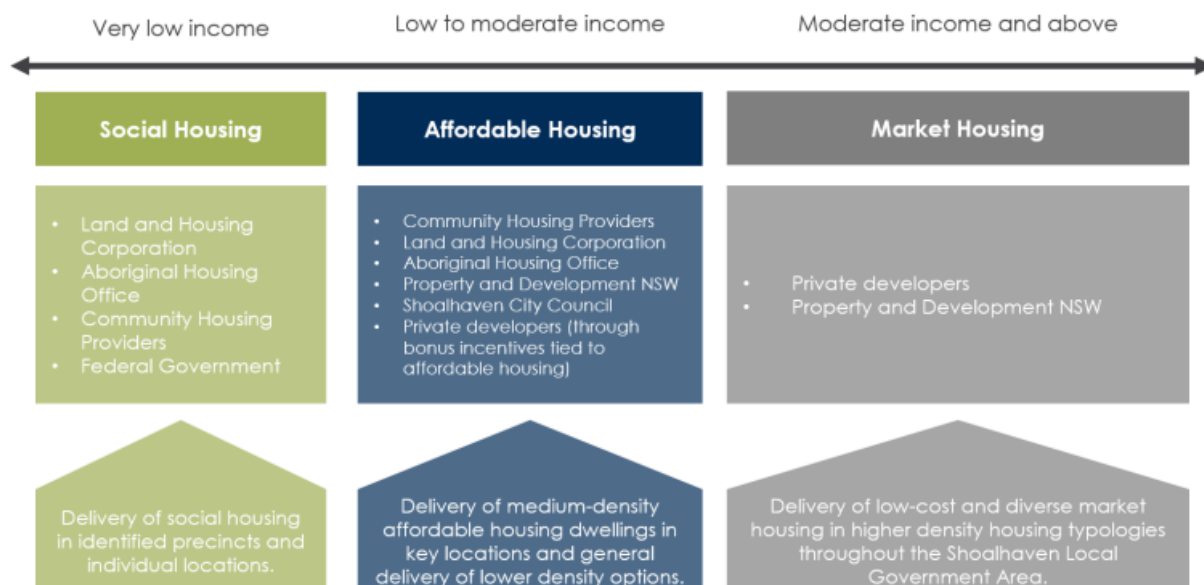 Very low income
Low to moderate income
Moderate income and above
Social Housing
Affordable Housing
Market Housing
• Land and Housing
Corporation
• Aboriginal Housing
Office
• Community Housing
Providers
• Federal Government
• Community Housing Providers
• Land and Housing Corporation
• Aboriginal Housing Office
• Property and Development NSW
• Shoalhaven City Council
• Private developers (through
bonus incentives tied to
affordable housing)
• Private developers
• Property and Development NSW
Delivery of social housing
in identified precincts and
individual locations.
Delivery of medium-density
affordable housing dwellings in
key locations and general
delivery of lower density options.
Delivery of low-cost and diverse market
housing in higher density housing typologies
throughout the Shoalhaven Local
Government Area.